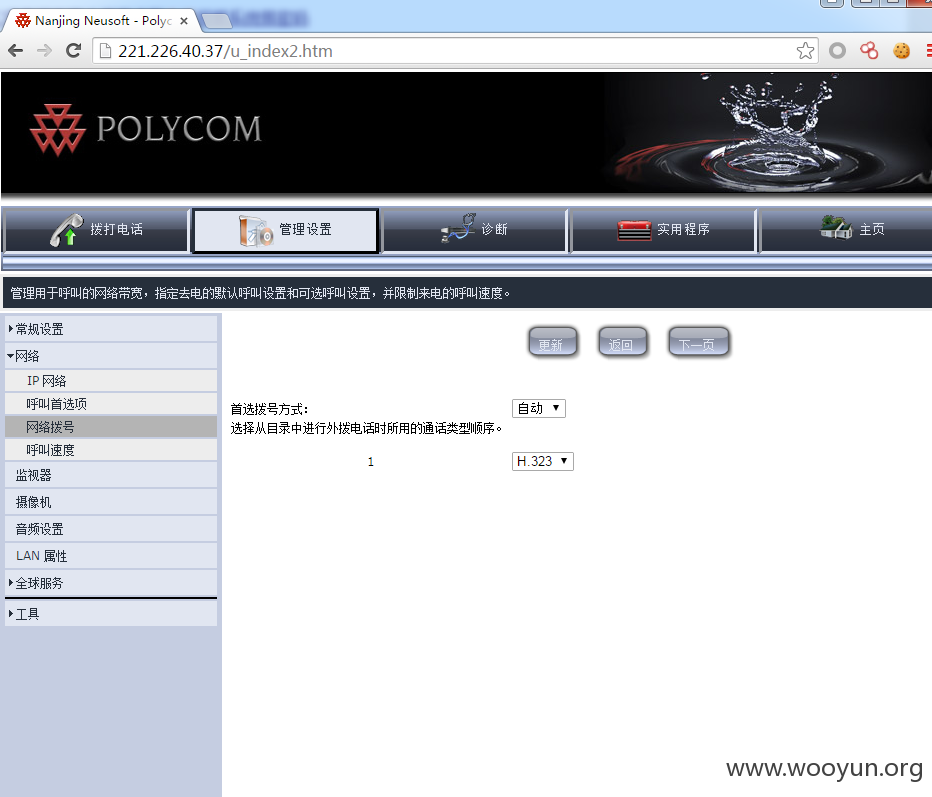 Nanjing Neusoft - Polyc
221.226.40.37/u_index2.htm
POLYCOM
拨打电话
管理设置
诊断
实用程序
主页
管理用于呼叫的网络带宽，指定去电的默认呼叫设置和可选呼叫设置，并限制来电的呼叫速度。
常规设置
网络
IP 网络
呼叫首选项
网络拨号
呼叫速度
监视器
摄像机
音频设置
LAN 属性
全球服务
工具
更新
返回
下一页
首选拨号方式：
自动
选择从目录中进行外拨电话时所用的通话类型顺序。
1
H.323
www.wooyun.org